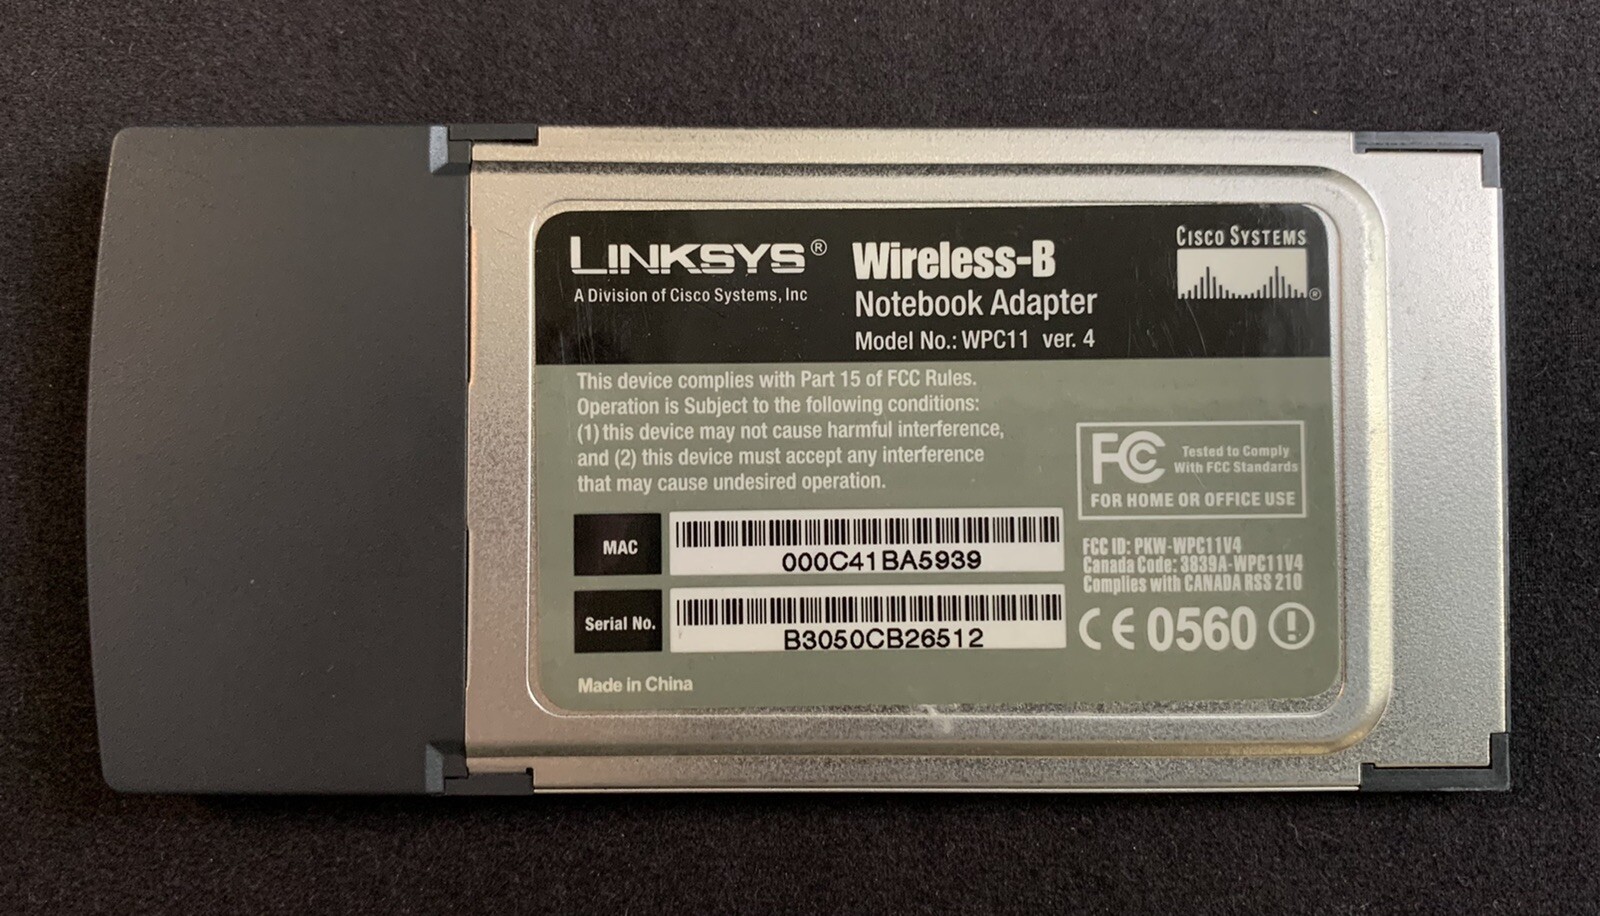 LINKSYS®
A Division of Cisco Systems, Inc
Wireless-B
Notebook Adapter
Model No.: WPC11 ver. 4
CISCO SYSTEMS
®
This device complies with Part 15 of FCC Rules.
Operation is Subject to the following conditions:
(1) this device may not cause harmful interference,
and (2) this device must accept any interference
that may cause undesired operation.
FC Tested to Comply
With FCC Standards
FOR HOME OR OFFICE USE
MAC
000C41BA5939
Serial No.
B3050CB26512
FCC ID: PKW-WPC11V4
Canada Code: 3839A-WPC11V4
Complies with CANADA RSS 210
CE 0560 !
Made in China